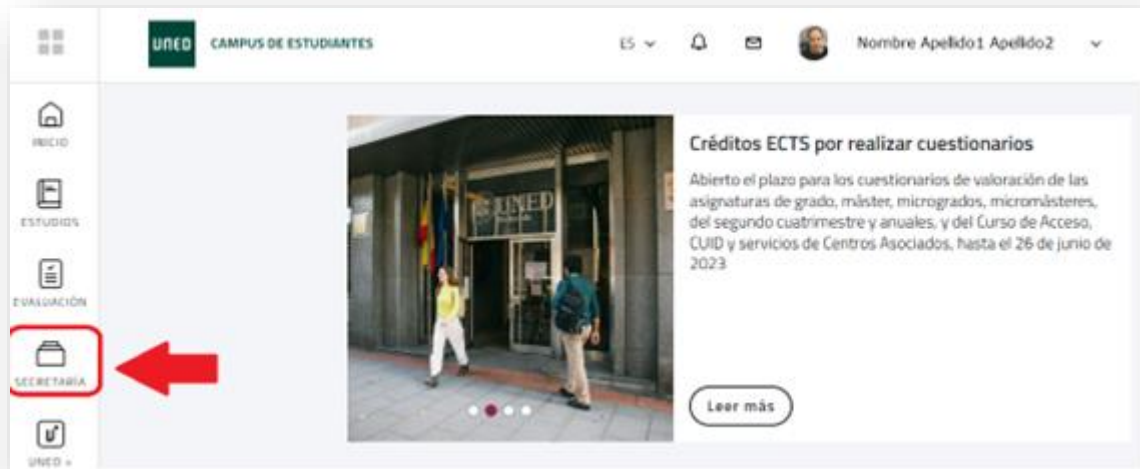 UNED
CAMPUS DE ESTUDIANTES
ES
Nombre Apellido1 Apellido2
INICIO
ESTUDIOS
EVALUACIÓN
SECRETARÍA
UNED +
UNED
Créditos ECTS por realizar cuestionarios
Abierto el plazo para los cuestionarios de valoración de las
asignaturas de grado, máster, microgrados, micromásteres,
del segundo cuatrimestre y anuales, y del Curso de Acceso,
CUID y servicios de Centros Asociados, hasta el 26 de junio de
2023
Leer más